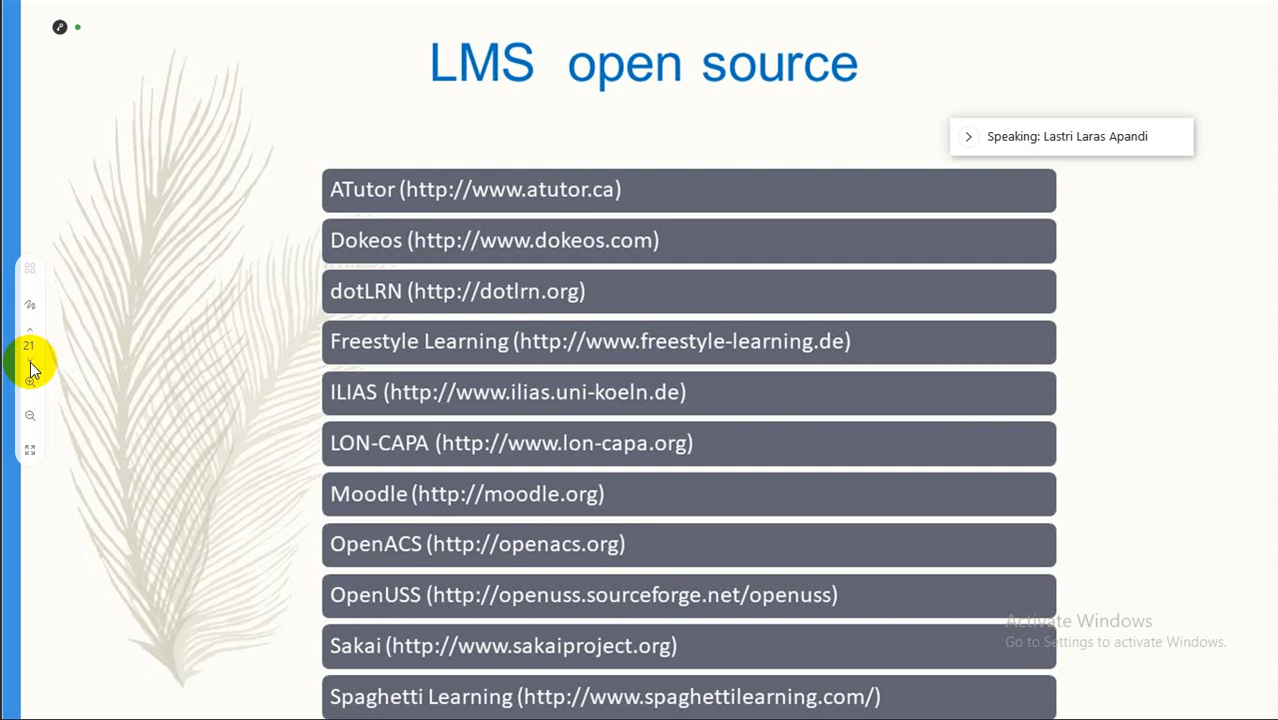 LMS open source
Speaking: Lastri Laras Apandi
ATutor (http://www.atutor.ca)
Dokeos (http://www.dokeos.com)
dotLRN (http://dotlrn.org)
Freestyle Learning (http://www.freestyle-learning.de)
21
ILIAS (http://www.ilias.uni-koeln.de)
LON-CAPA (http://www.lon-capa.org)
Moodle (http://moodle.org)
OpenACS (http://openacs.org)
OpenUSS (http://openuss.sourceforge.net/openuss)
Activate Windows
Go to Settings to activate Windows.
Sakai (http://www.sakaiproject.org)
Spaghetti Learning (http://www.spaghettilearning.com/)